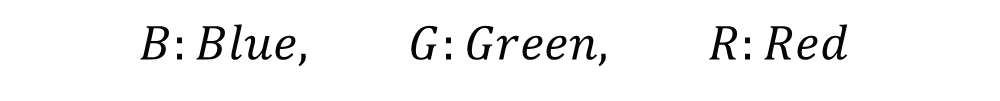 B: Blue, G: Green, R: Red